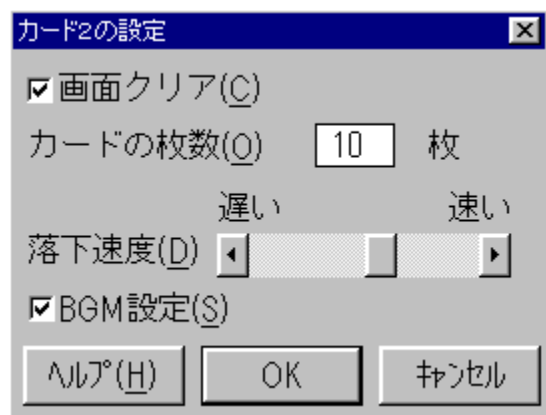 カード2の設定
画面クリア(C)
カードの枚数(O) 10 枚
遅い 速い
落下速度(D)
BGM設定(S)
ヘルプ(H) OK キャンセル